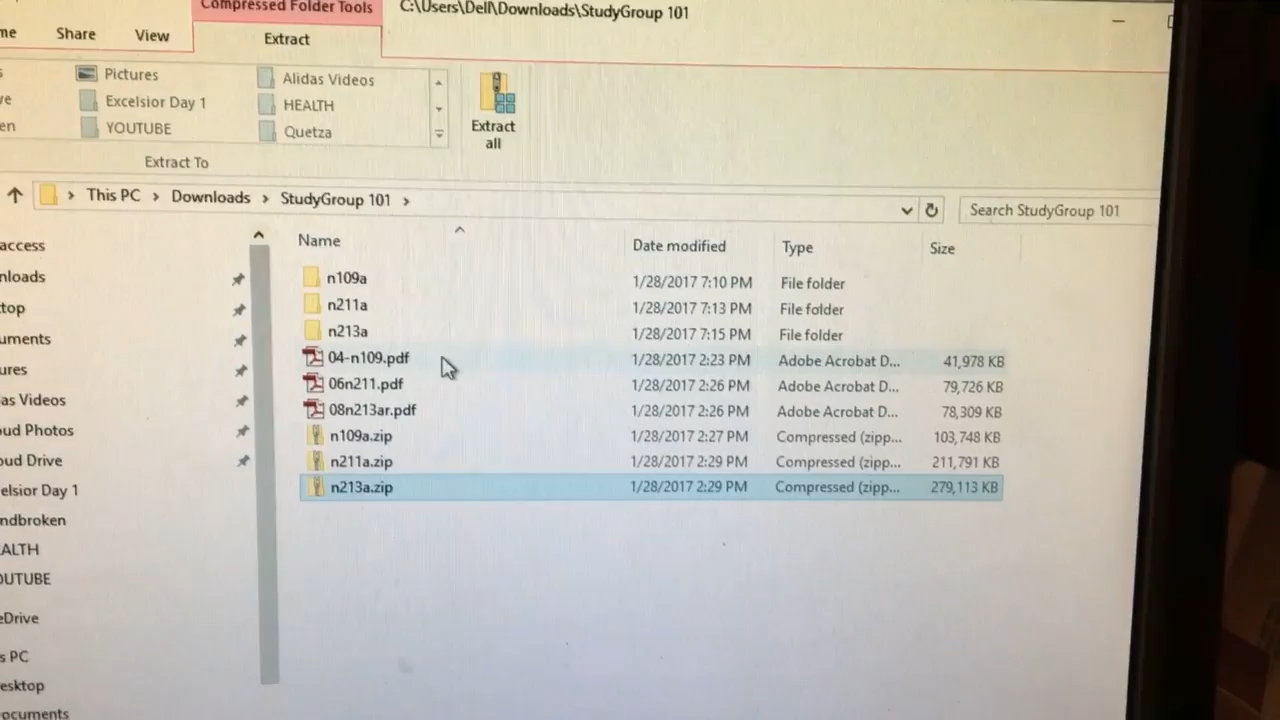 Compressed Folder Tools C:\Users\Dell\Downloads\StudyGroup 101
Share View Extract
Pictures Alidas Videos
Excelsior Day 1 HEALTH
YOUTUBE Quetza
Extract all
Extract To
This PC > Downloads > StudyGroup 101 > Search StudyGroup 101
Name Date modified Type Size
n109a 1/28/2017 7:10 PM File folder
n211a 1/28/2017 7:13 PM File folder
n213a 1/28/2017 7:15 PM File folder
04-n109.pdf 1/28/2017 2:23 PM Adobe Acrobat D... 41,978 KB
06n211.pdf 1/28/2017 2:26 PM Adobe Acrobat D... 79,726 KB
08n213ar.pdf 1/28/2017 2:26 PM Adobe Acrobat D... 78,309 KB
n109a.zip 1/28/2017 2:27 PM Compressed (zipp... 103,748 KB
n211a.zip 1/28/2017 2:29 PM Compressed (zipp... 211,791 KB
n213a.zip 1/28/2017 2:29 PM Compressed (zipp... 279,113 KB
access
nloads
top
uments
ures
as Videos
oud Photos
oud Drive
elsior Day 1
ndbroken
EALTH
OUTUBE
eDrive
s PC
esktop
ocuments